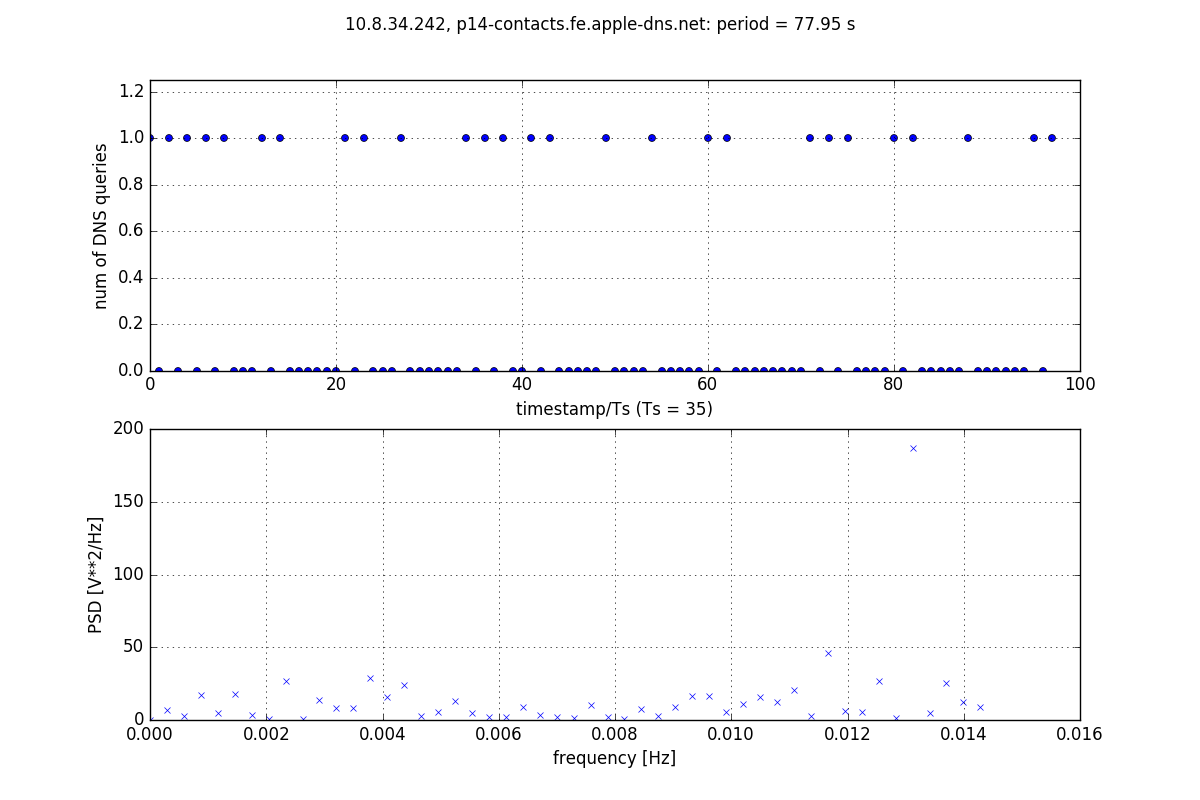 10.8.34.242, p14-contacts.fe.apple-dns.net: period = 77.95 s
1.2
1.0
0.8
0.6
0.4
0.2
0.0
num of DNS queries
0 20 40 60 80 100
timestamp/Ts (Ts = 35)
200
150
100
50
0
PSD [V**2/Hz]
0.000 0.002 0.004 0.006 0.008 0.010 0.012 0.014 0.016
frequency [Hz]